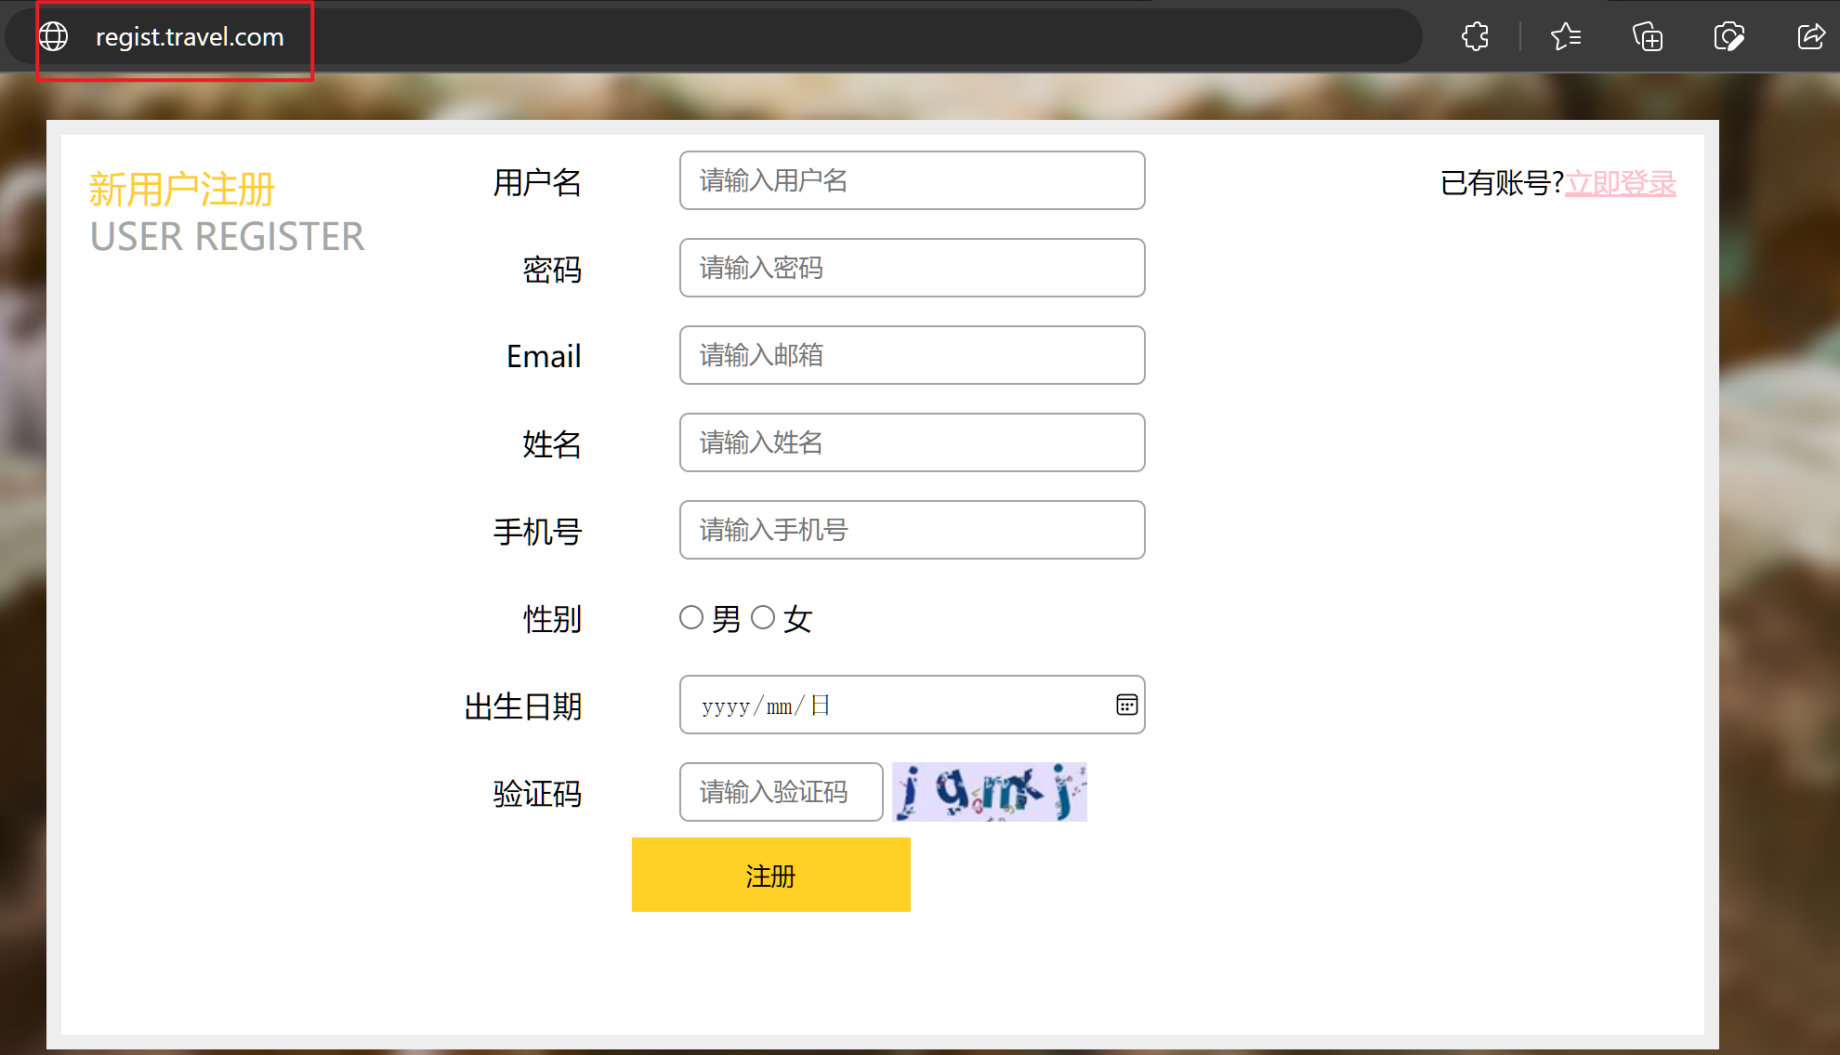 regist.travel.com
新用户注册
USER REGISTER
用户名
请输入用户名
已有账号?立即登录
密码
请输入密码
Email
请输入邮箱
姓名
请输入姓名
手机号
请输入手机号
性别
男 女
出生日期
yyyy/mm/日
验证码
请输入验证码
注册